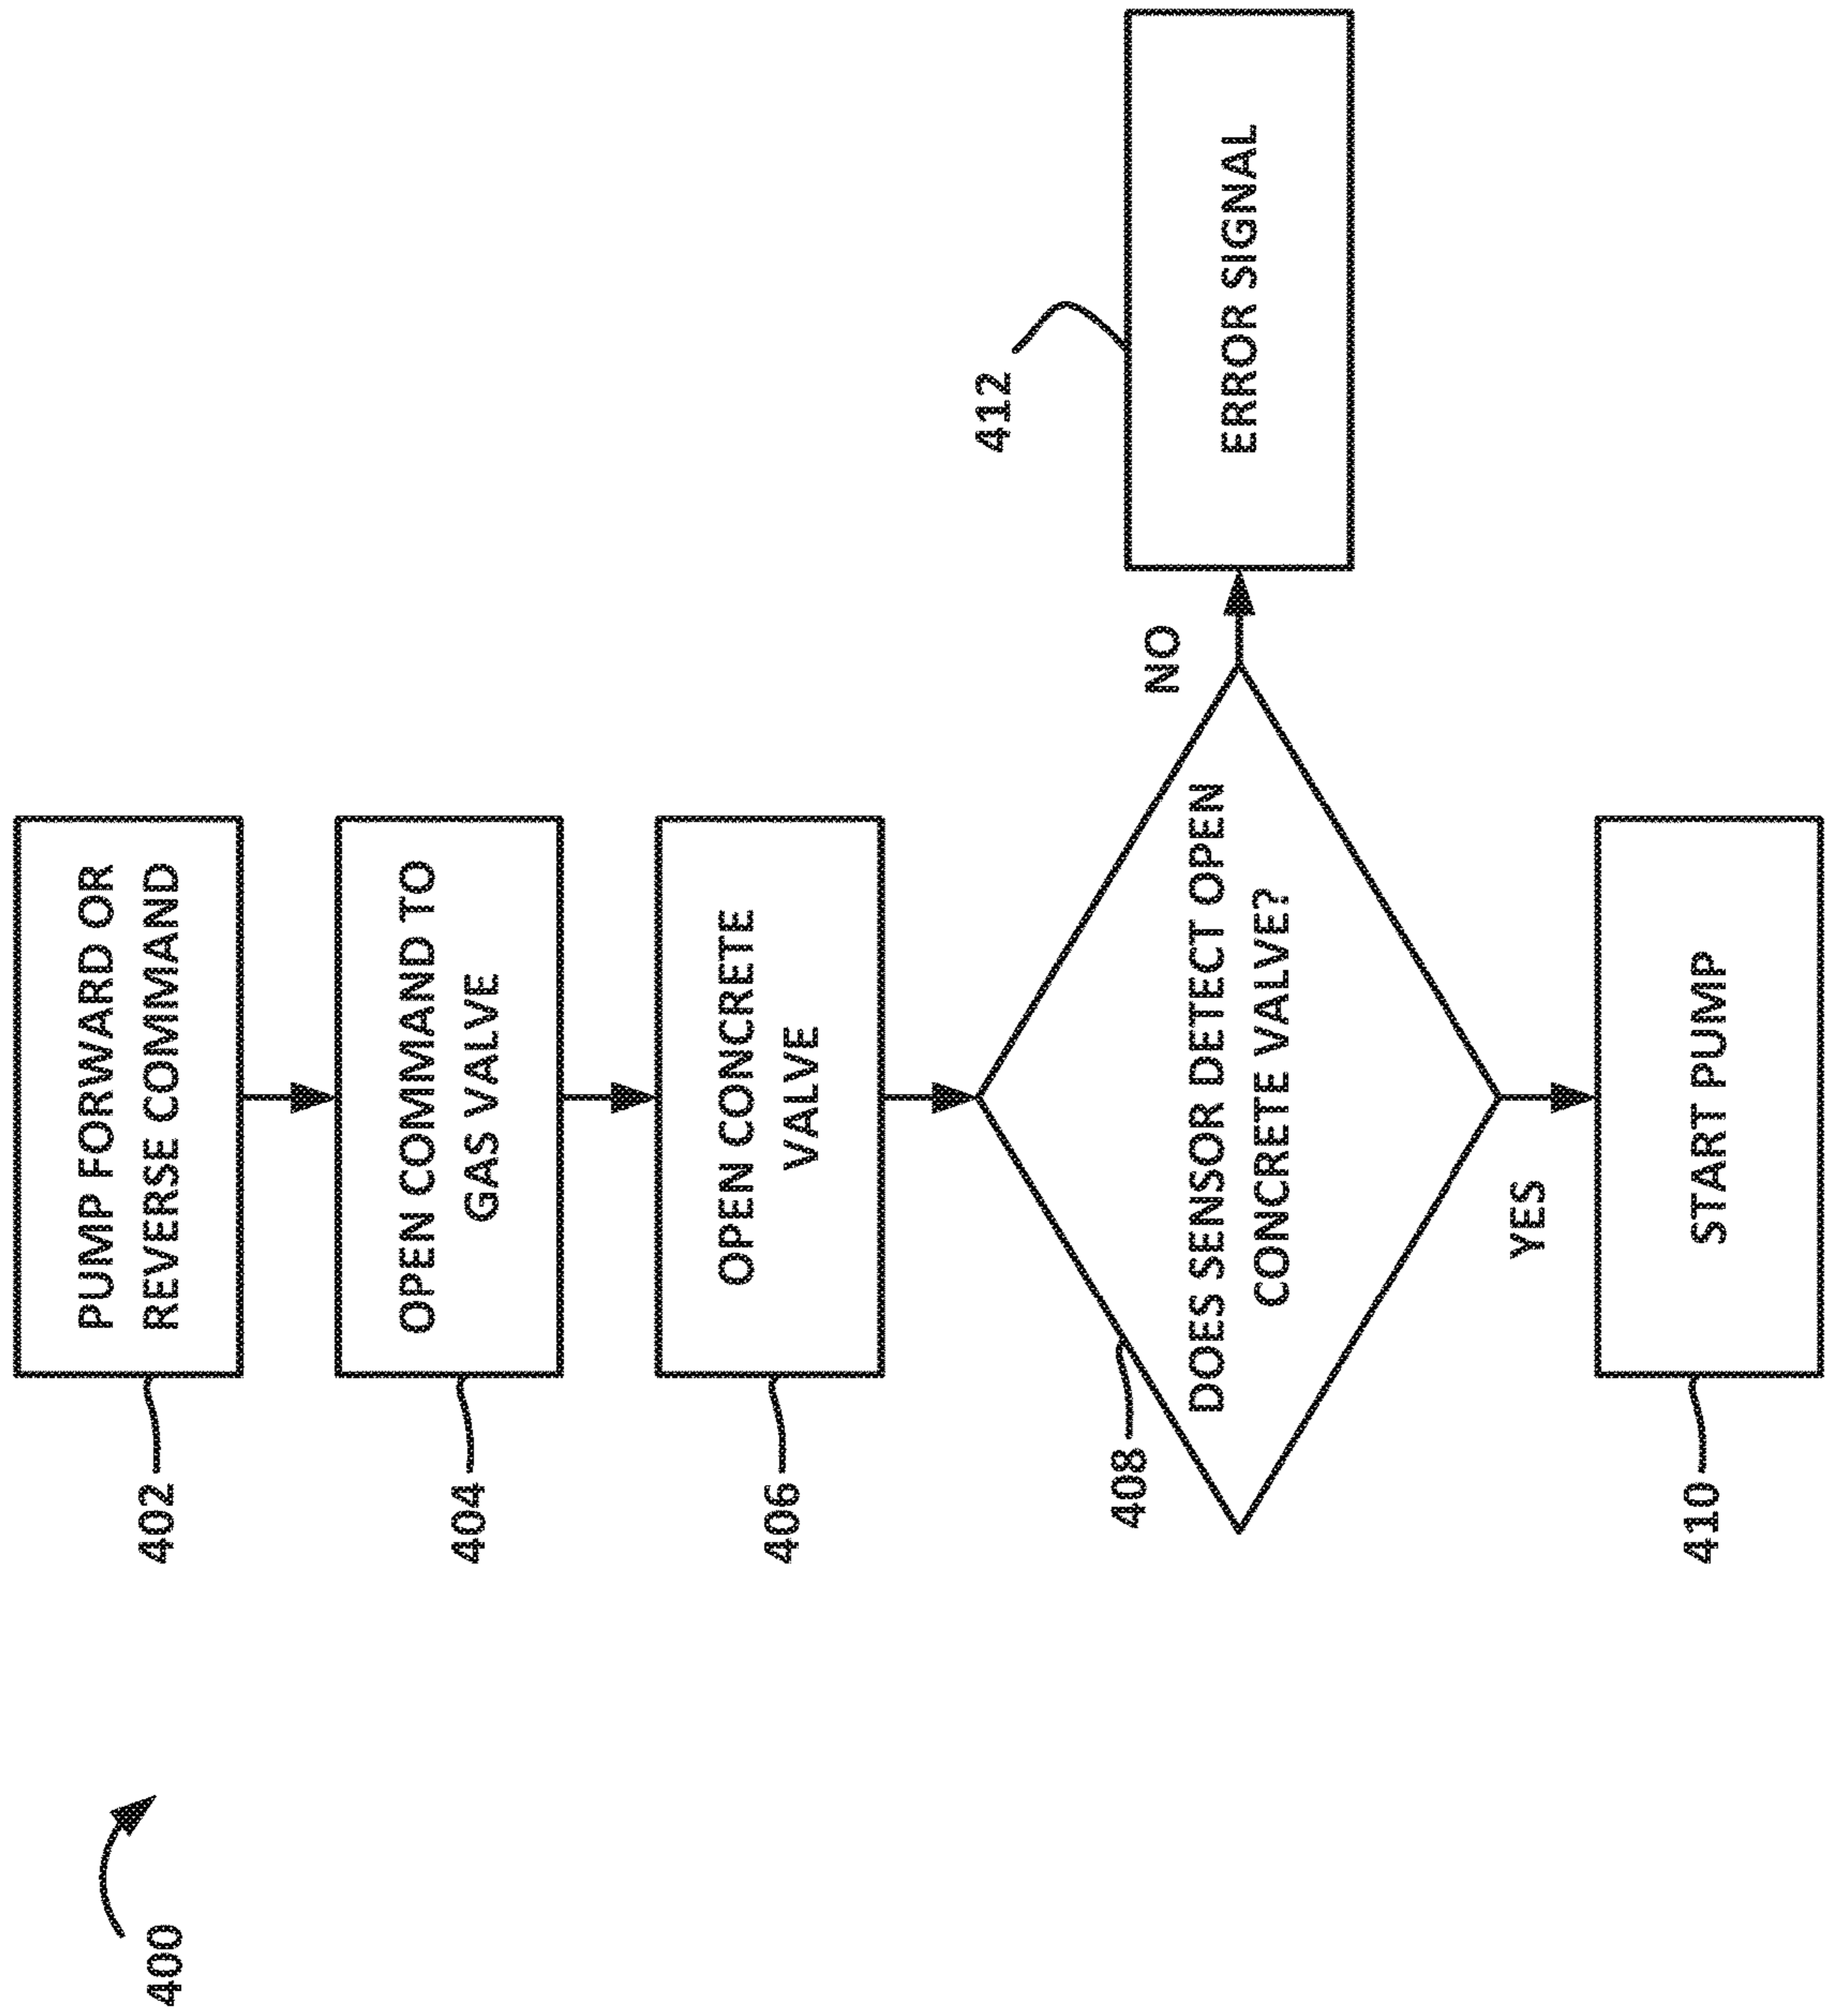 400
402
PUMP FORWARD OR
REVERSE COMMAND
404
OPEN COMMAND TO
GAS VALVE
406
OPEN CONCRETE
VALVE
408
DOES SENSOR DETECT OPEN
CONCRETE VALVE?
NO
412
ERROR SIGNAL
YES
410
START PUMP